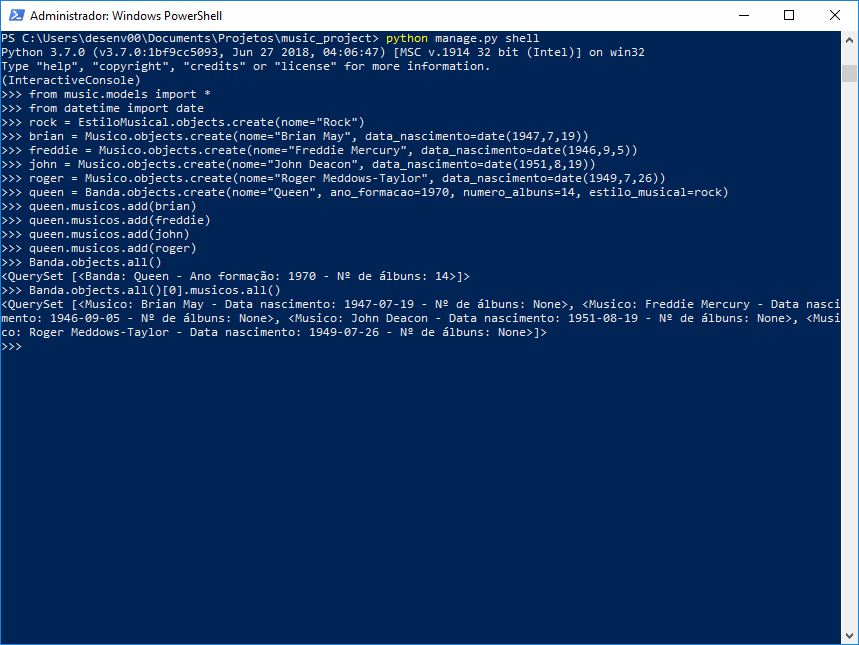 Administrador: Windows PowerShell
PS C:\Users\desenv00\Documents\Projetos\music_project> python manage.py shell
Python 3.7.0 (v3.7.0:1bf9cc5093, Jun 27 2018, 04:06:47) [MSC v.1914 32 bit (Intel)] on win32
Type "help", "copyright", "credits" or "license" for more information.
(InteractiveConsole)
>>> from music.models import *
>>> from datetime import date
>>> rock = EstiloMusical.objects.create(nome="Rock")
>>> brian = Musico.objects.create(nome="Brian May", data_nascimento=date(1947,7,19))
>>> freddie = Musico.objects.create(nome="Freddie Mercury", data_nascimento=date(1946,9,5))
>>> john = Musico.objects.create(nome="John Deacon", data_nascimento=date(1951,8,19))
>>> roger = Musico.objects.create(nome="Roger Meddows-Taylor", data_nascimento=date(1949,7,26))
>>> queen = Banda.objects.create(nome="Queen", ano_formacao=1970, numero_albuns=14, estilo_musical=rock)
>>> queen.musicos.add(brian)
>>> queen.musicos.add(freddie)
>>> queen.musicos.add(john)
>>> queen.musicos.add(roger)
>>> Banda.objects.all()
<QuerySet [<Banda: Queen - Ano formação: 1970 - Nº de álbuns: 14>]>
>>> Banda.objects.all()[0].musicos.all()
<QuerySet [<Musico: Brian May - Data nascimento: 1947-07-19 - Nº de álbuns: None>, <Musico: Freddie Mercury - Data nasci
mento: 1946-09-05 - Nº de álbuns: None>, <Musico: John Deacon - Data nascimento: 1951-08-19 - Nº de álbuns: None>, <Musi
co: Roger Meddows-Taylor - Data nascimento: 1949-07-26 - Nº de álbuns: None>]>
>>>